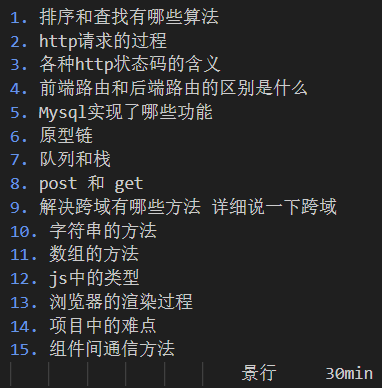 1. 排序和查找有哪些算法
2. http请求的过程
3. 各种http状态码的含义
4. 前端路由和后端路由的区别是什么
5. Mysql实现了哪些功能
6. 原型链
7. 队列和栈
8. post 和 get
9. 解决跨域有哪些方法 详细说一下跨域
10. 字符串的方法
11. 数组的方法
12. js中的类型
13. 浏览器的渲染过程
14. 项目中的难点
15. 组件间通信方法
景行 30min